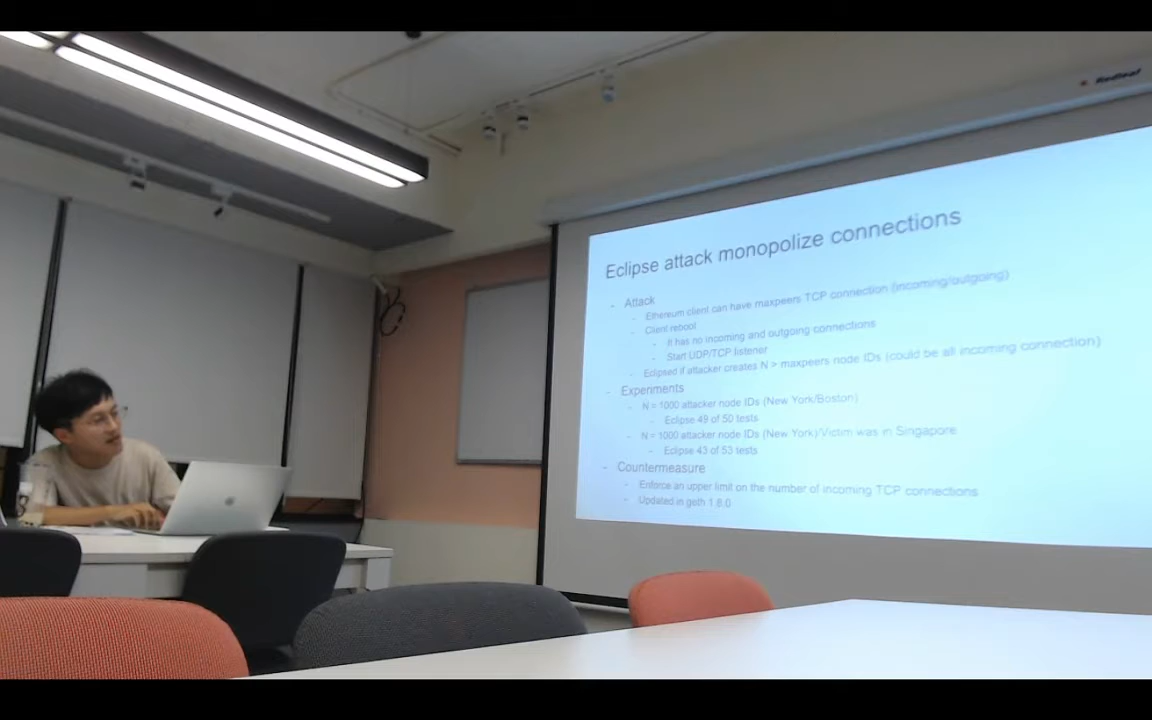 Redleaf
Eclipse attack monopolize connections
- Attack
- Ethereum client can have maxpeers TCP connection (incoming/outgoing)
- Client reboot
- It has no incoming and outgoing connections
- Start UDP/TCP listener
- Eclipsed if attacker creates N > maxpeers node IDs (could be all incoming connection)
- Experiments
- N = 1000 attacker node IDs (New York/Boston)
- Eclipse 49 of 50 tests
- N = 1000 attacker node IDs (New York)/Victim was in Singapore
- Eclipse 43 of 53 tests
- Countermeasure
- Enforce an upper limit on the number of incoming TCP connections
- Updated in geth 1.8.0